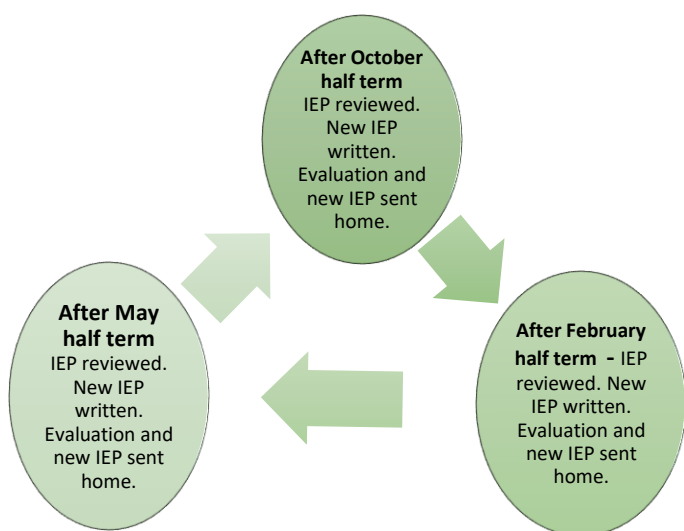 After October
half term
IEP reviewed.
New IEP
written.
Evaluation and
new IEP sent
home.
After February
half term - IEP
reviewed. New
IEP written.
Evaluation and
new IEP sent
home.
After May
half term
IEP reviewed.
New IEP
written.
Evaluation and
new IEP sent
home.